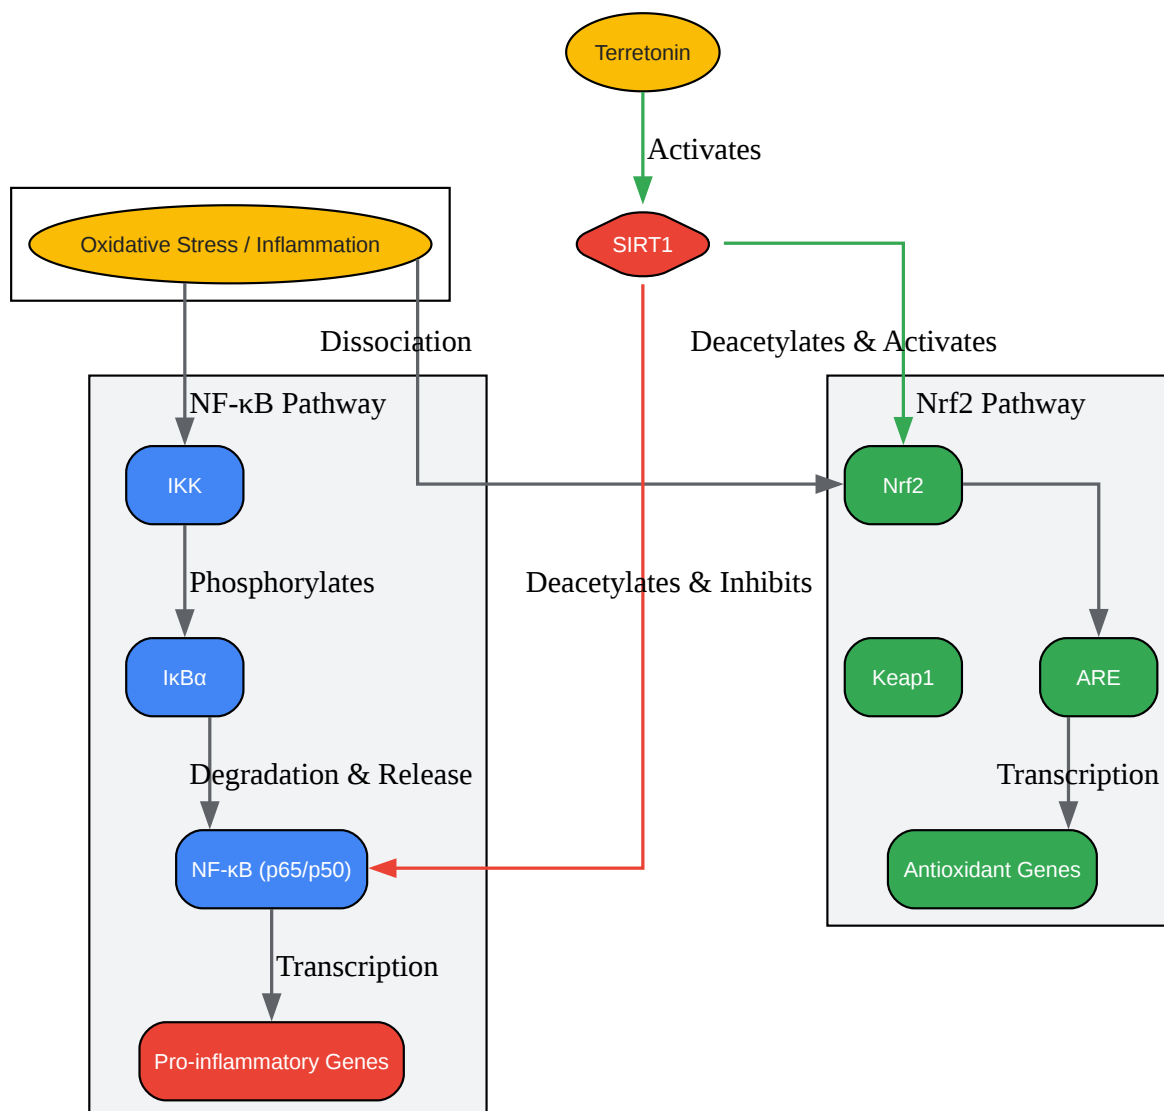 Terretonin
Activates
Oxidative Stress / Inflammation
SIRT1
Dissociation
Deacetylates & Activates
NF-κB Pathway
Nrf2 Pathway
IKK
Nrf2
Phosphorylates
Deacetylates & Inhibits
IκBα
Keap1
ARE
Degradation & Release
Transcription
NF-κB (p65/p50)
Antioxidant Genes
Transcription
Pro-inflammatory Genes